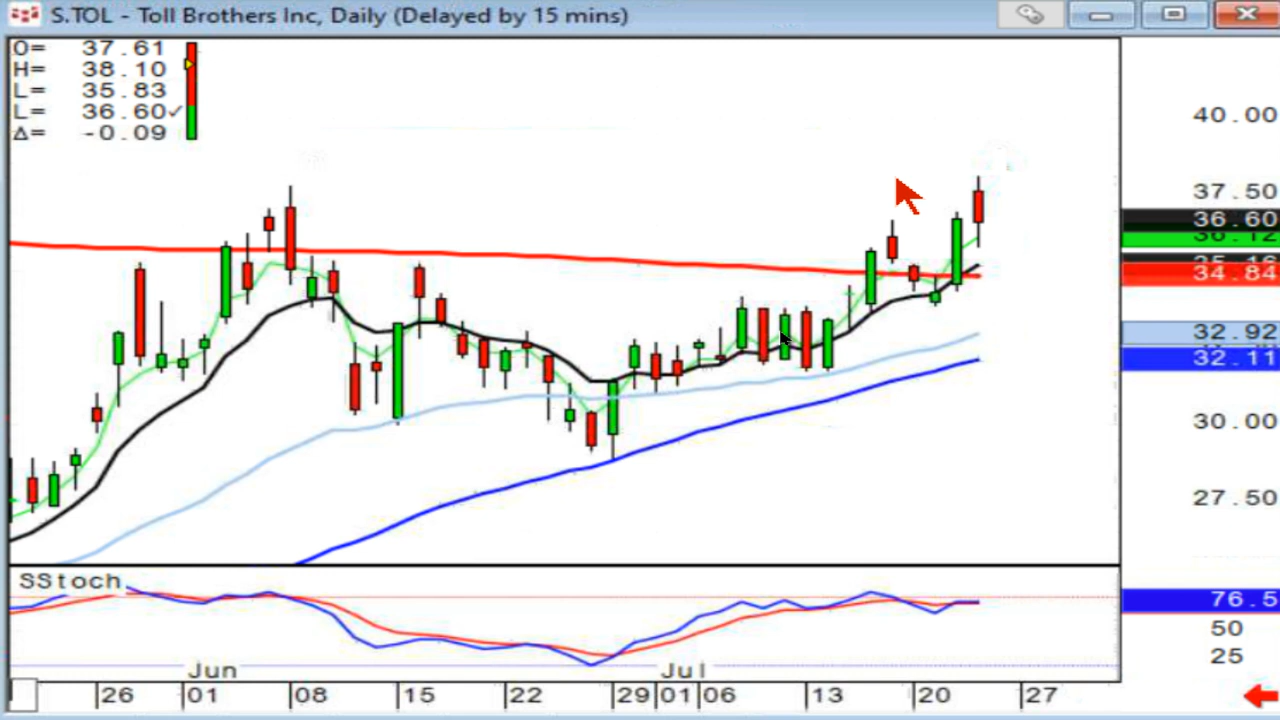 S.TOL - Toll Brothers Inc, Daily (Delayed by 15 mins)
O= 37.61
H= 38.10
L= 35.83
L= 36.60✓
Δ= -0.09
40.00
37.50
36.60
36.12
34.84
32.92
32.11
30.00
27.50
SStoch
76.5
50
25
Jun
Jul
26
01
08
15
22
29
01
06
13
20
27